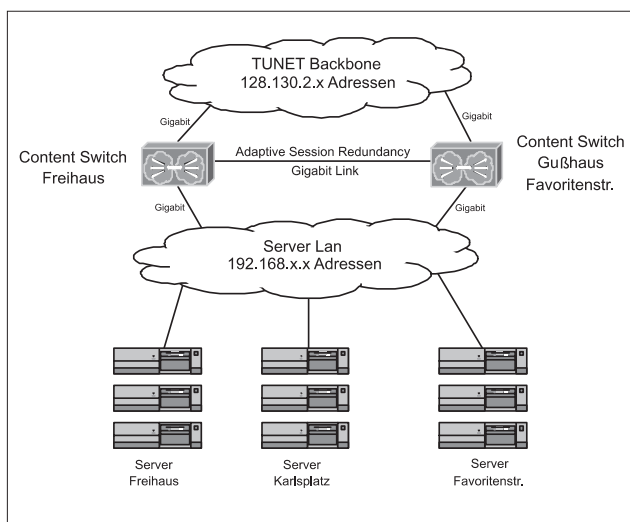 TUNET Backbone
128.130.2.x Adressen
Gigabit
Gigabit
Content Switch
Freihaus
Adaptive Session Redundancy
Gigabit Link
Content Switch
Gußhaus
Favoritenstr.
Gigabit
Gigabit
Server Lan
192.168.x.x Adressen
Server
Freihaus
Server
Karlsplatz
Server
Favoritenstr.